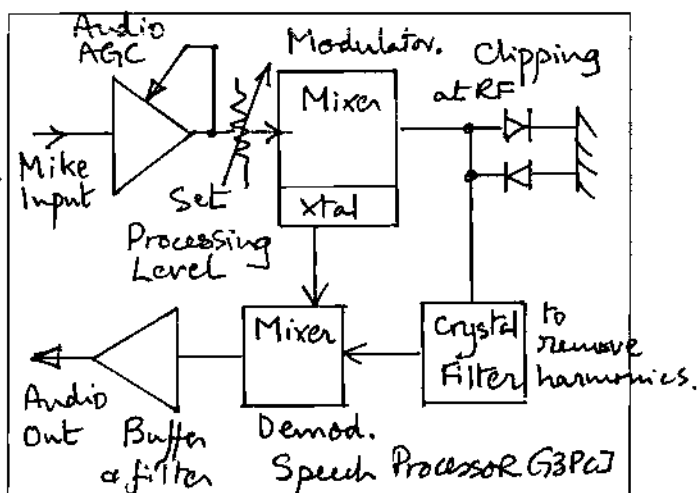 Audio
AGC
Modulator.
Clipping
at RF
Mixer
Mike
Input
Set
Processing
Level
Xtal
Mixer
Crystal
Filter
to
remove
harmonics.
Audio
Out
Buffer
& filter
Demod.
Speech Processor G3PCJ